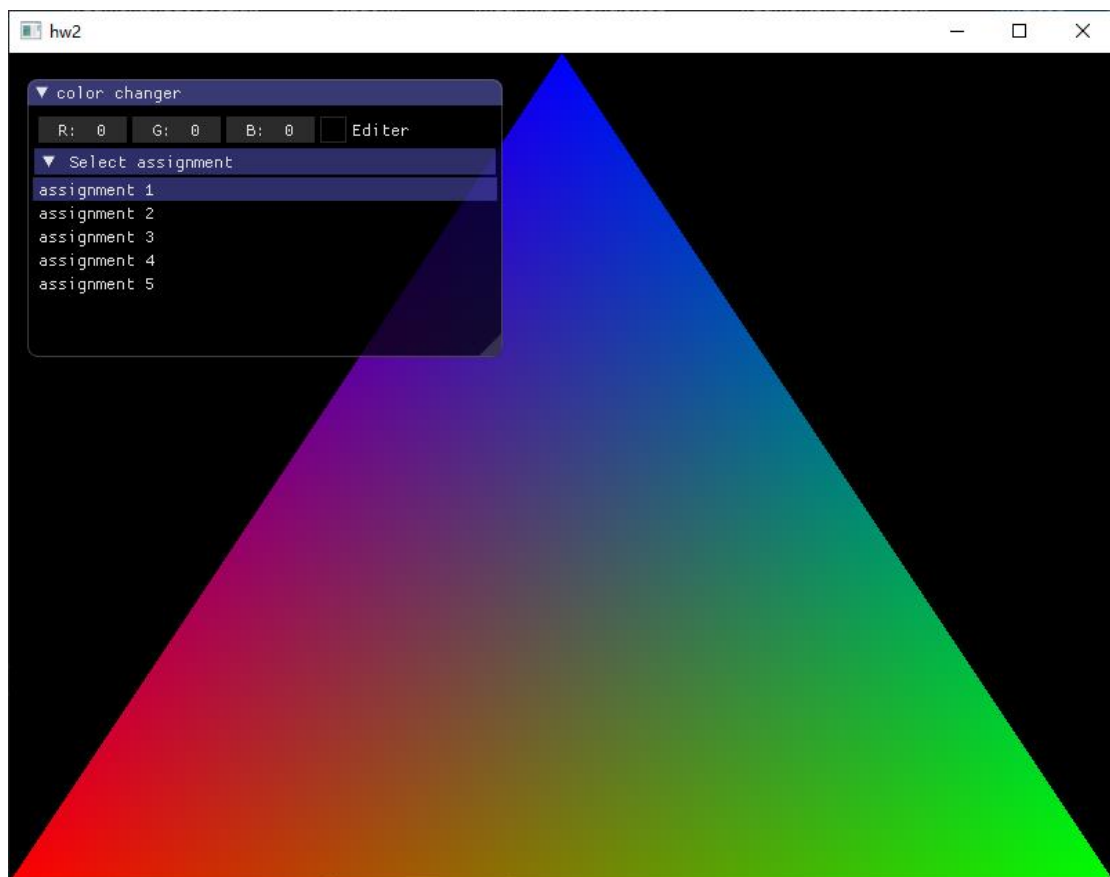 hw2
color changer
R: 0 G: 0 B: 0 Editer
Select assignment
assignment 1
assignment 2
assignment 3
assignment 4
assignment 5